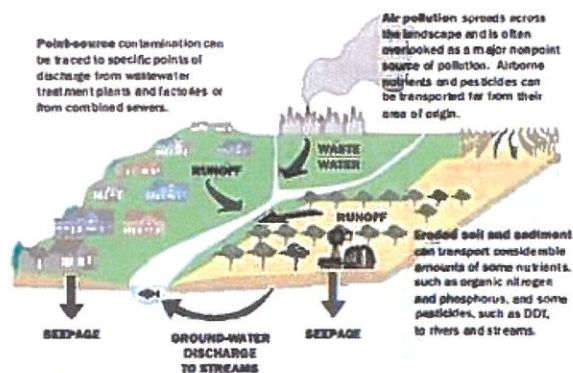 Point-source contamination can
be traced to specific points of
discharge from wastewater
treatment plants and factories or
from combined sewers.
Air pollution spreads across
the landscape and is often
overlooked as a major nonpoint
source of pollution. Airborne
nutrients and pesticides can
be transported far from their
area of origin.
WASTE
WATER
RUNOFF
RUNOFF
Eroded soil and sediment
can transport considerable
amounts of some nutrients,
such as organic nitrogen
and phosphorus, and some
pesticides, such as DDT,
to rivers and streams.
SEEPAGE
GROUND-WATER
DISCHARGE
TO STREAMS
SEEPAGE